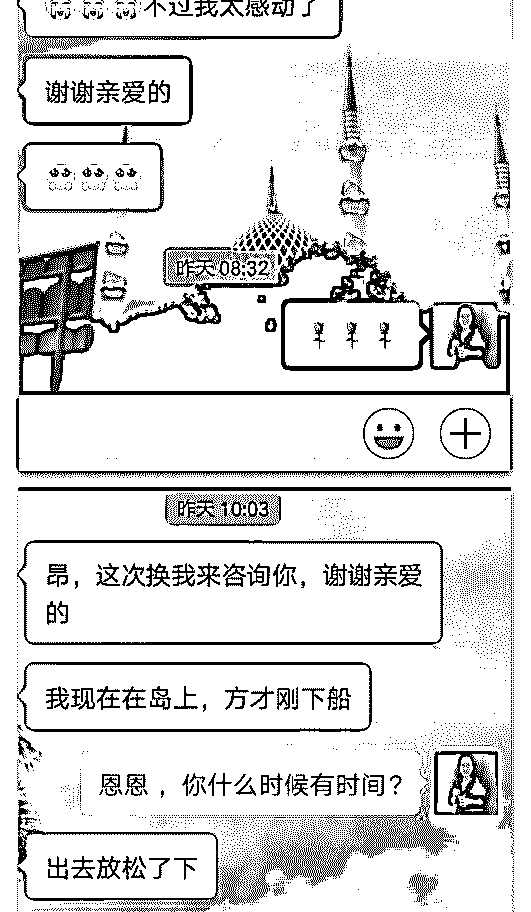 不过我太感动了
谢谢亲爱的
昨天 08:32
昨天 10:03
昂，这次换我来咨询你，谢谢亲爱
的
我现在在岛上，方才刚下船
恩恩 ，你什么时候有时间？
出去放松了下